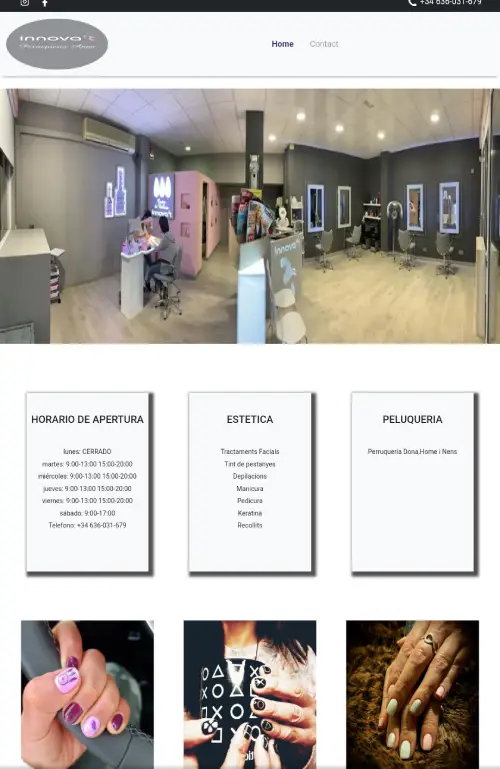 +34 636-031-679
innova't
Perruqueres Anna
Home
Contact
innova't
HORARIO DE APERTURA
lunes: CERRADO
martes: 9:00-13:00 15:00-20:00
miércoles: 9:00-13:00 15:00-20:00
jueves: 9:00-13:00 15:00-20:00
viernes: 9:00-13:00 15:00-20:00
sábado: 9:00-17:00
Telefono: +34 636-031-679
ESTETICA
Tractaments Facials
Tint de pestanyes
Depilacions
Manicura
Pedicura
Keratina
Recollits
PELUQUERIA
Perruqueria Dona,Home i Nens